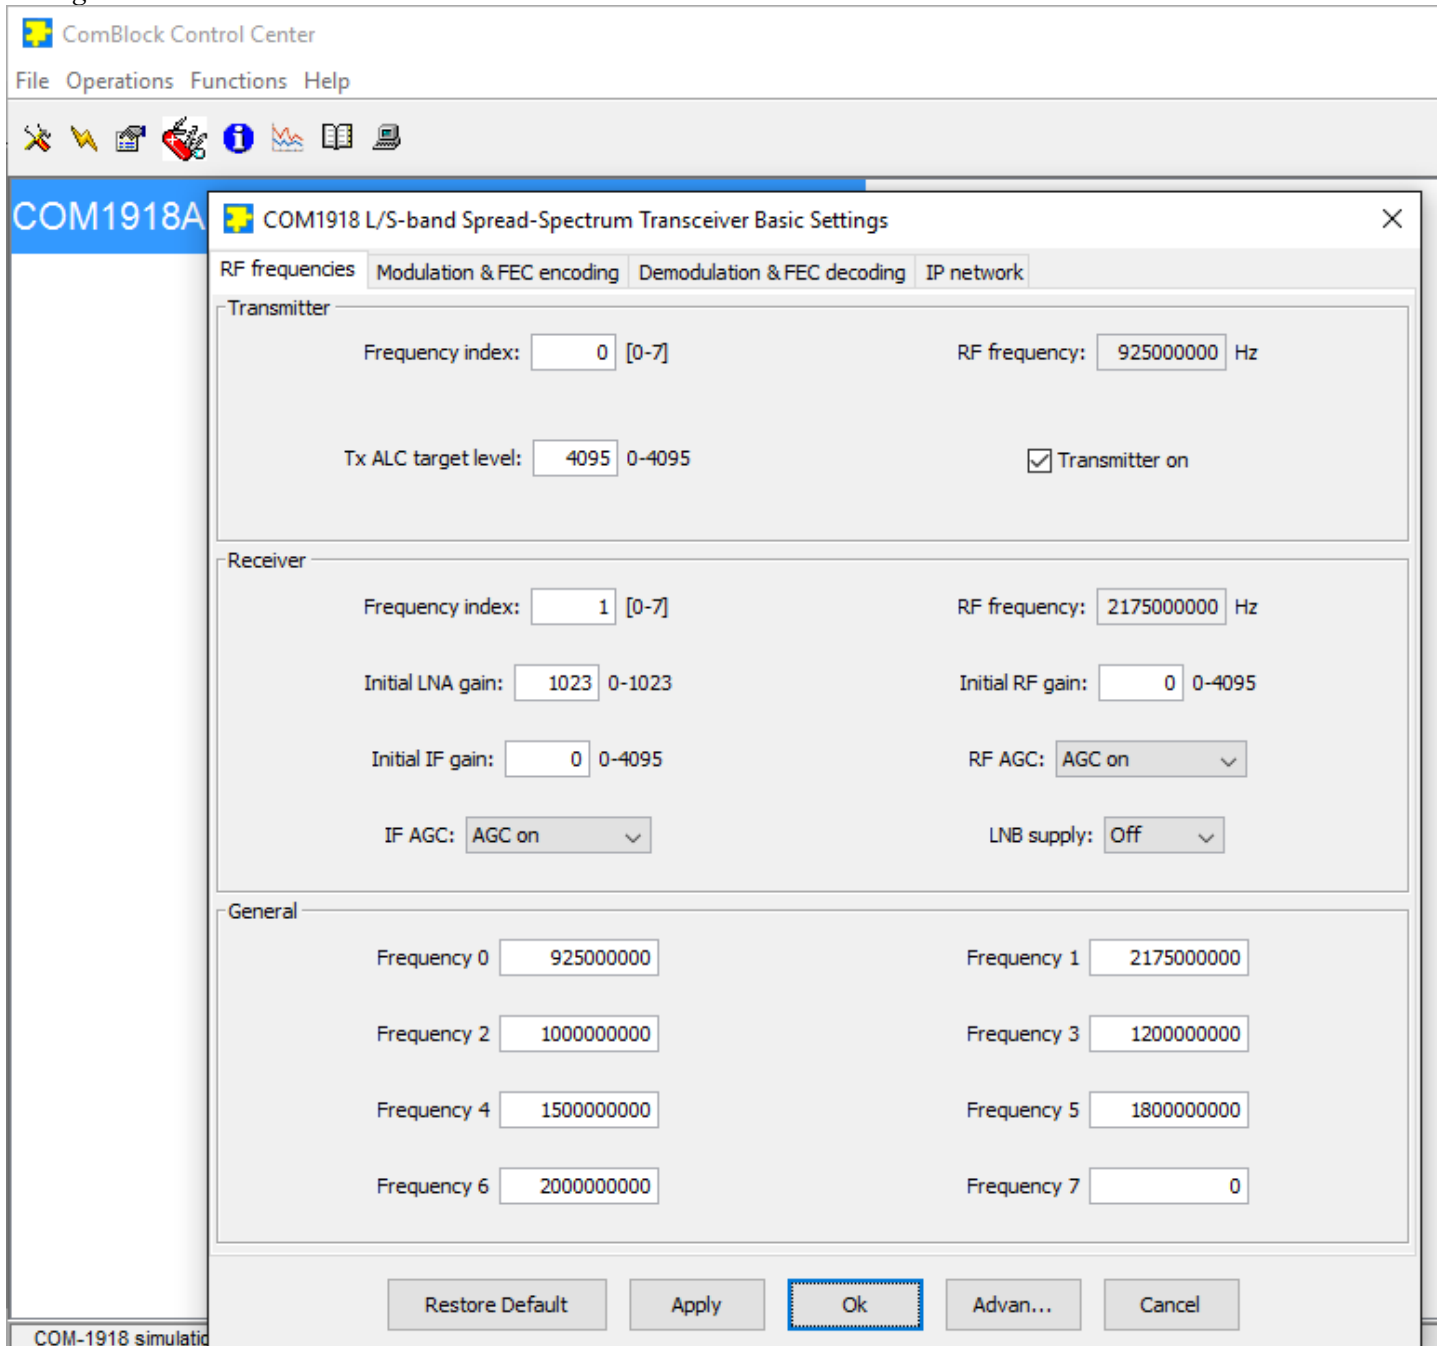 ComBlock Control Center
File Operations Functions Help
COM1918A
COM1918 L/S-band Spread-Spectrum Transceiver Basic Settings
RF frequencies Modulation & FEC encoding Demodulation & FEC decoding IP network
Transmitter
Frequency index: 0 [0-7] RF frequency: 925000000 Hz
Tx ALC target level: 4095 0-4095 Transmitter on
Receiver
Frequency index: 1 [0-7] RF frequency: 2175000000 Hz
Initial LNA gain: 1023 0-1023 Initial RF gain: 0 0-4095
Initial IF gain: 0 0-4095 RF AGC: AGC on
IF AGC: AGC on LNB supply: Off
General
Frequency 0 925000000 Frequency 1 2175000000
Frequency 2 1000000000 Frequency 3 1200000000
Frequency 4 1500000000 Frequency 5 1800000000
Frequency 6 2000000000 Frequency 7 0
Restore Default Apply Ok Advan... Cancel
COM-1918 simulatio